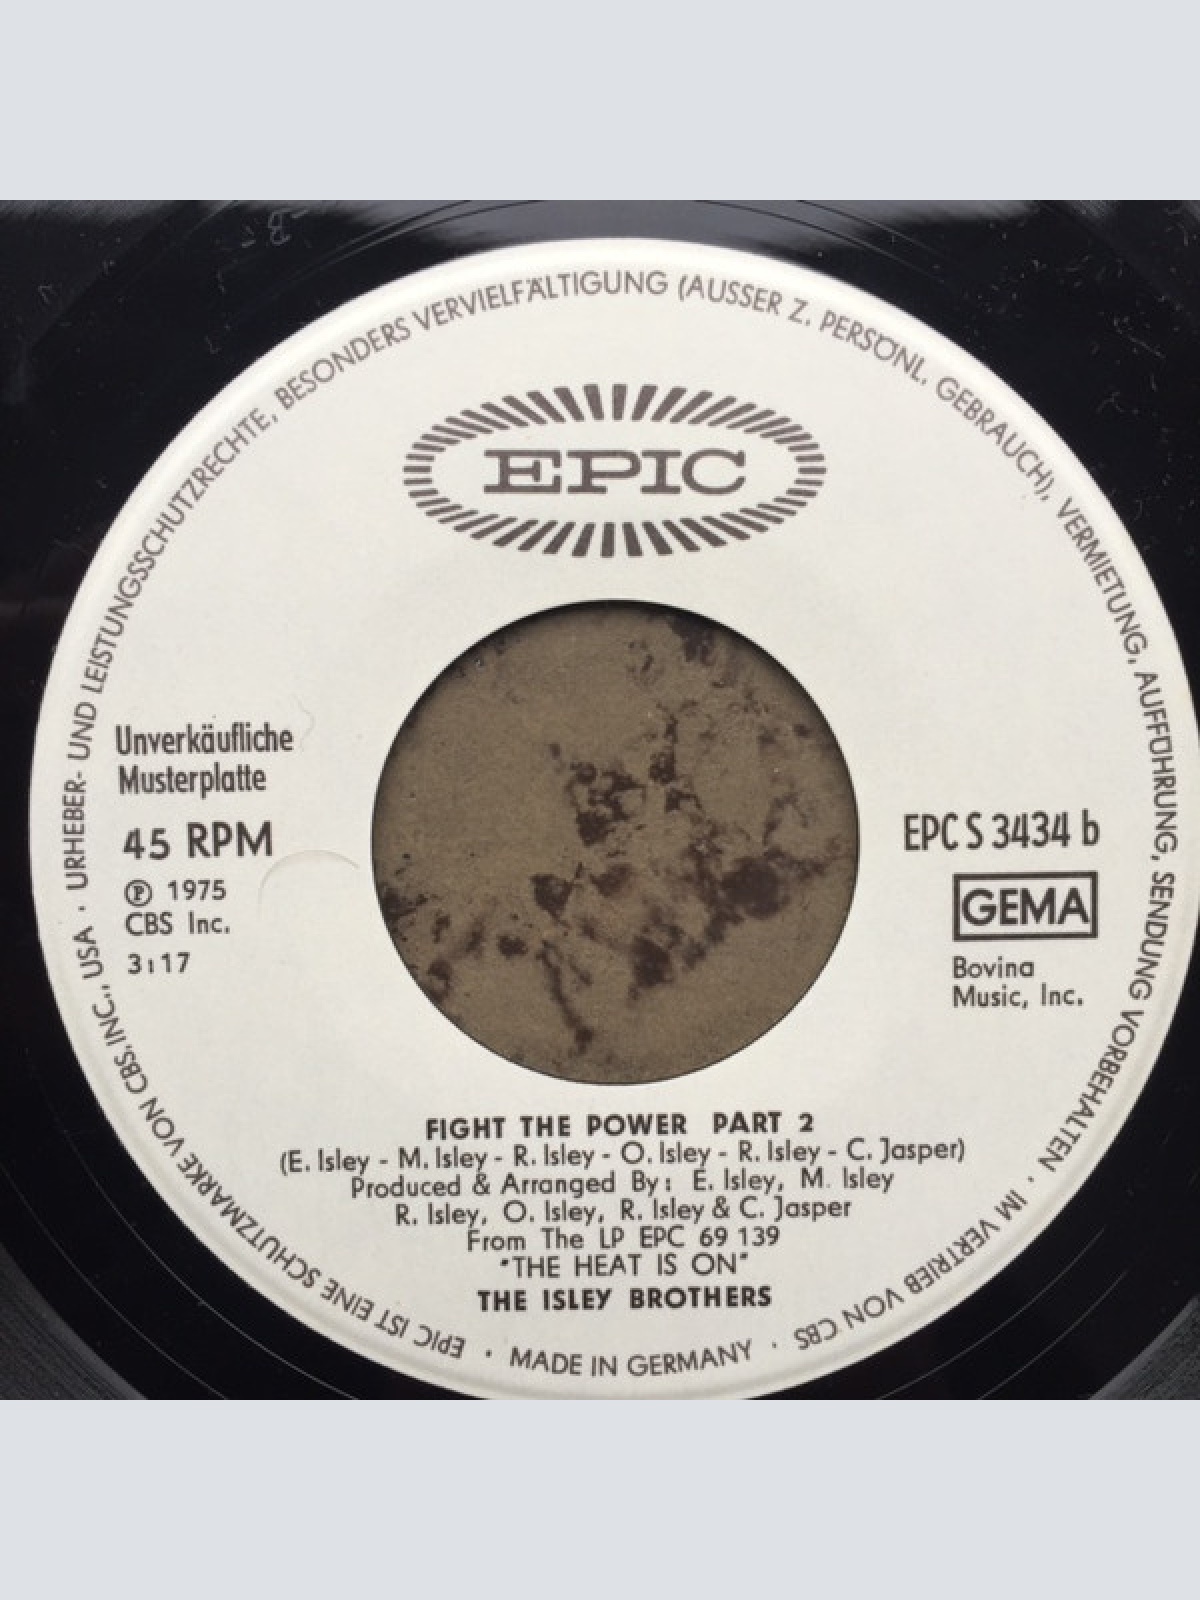 URHEBER- UND LEISTUNGSSCHUTZRECHTE, BESONDERS VERVIELFÄLTIGUNG (AUSSER Z. PERSÖNL. GEBRAUCH), VERMIETUNG, AUFFÜHRUNG, SENDUNG VORBEHALTEN · IM VERTRIEB VON CBS · MADE IN GERMANY · EPIC IST EINE SCHUTZMARKE VON CBS, INC., USA ·
EPIC
Unverkäufliche
Musterplatte
45 RPM
℗ 1975
CBS Inc.
3:17
EPC S 3434 b
GEMA
Bovina
Music, Inc.
FIGHT THE POWER PART 2
(E. Isley - M. Isley - R. Isley - O. Isley - R. Isley - C. Jasper)
Produced & Arranged By: E. Isley, M. Isley
R. Isley, O. Isley, R. Isley & C. Jasper
From The LP EPC 69 139
"THE HEAT IS ON"
THE ISLEY BROTHERS